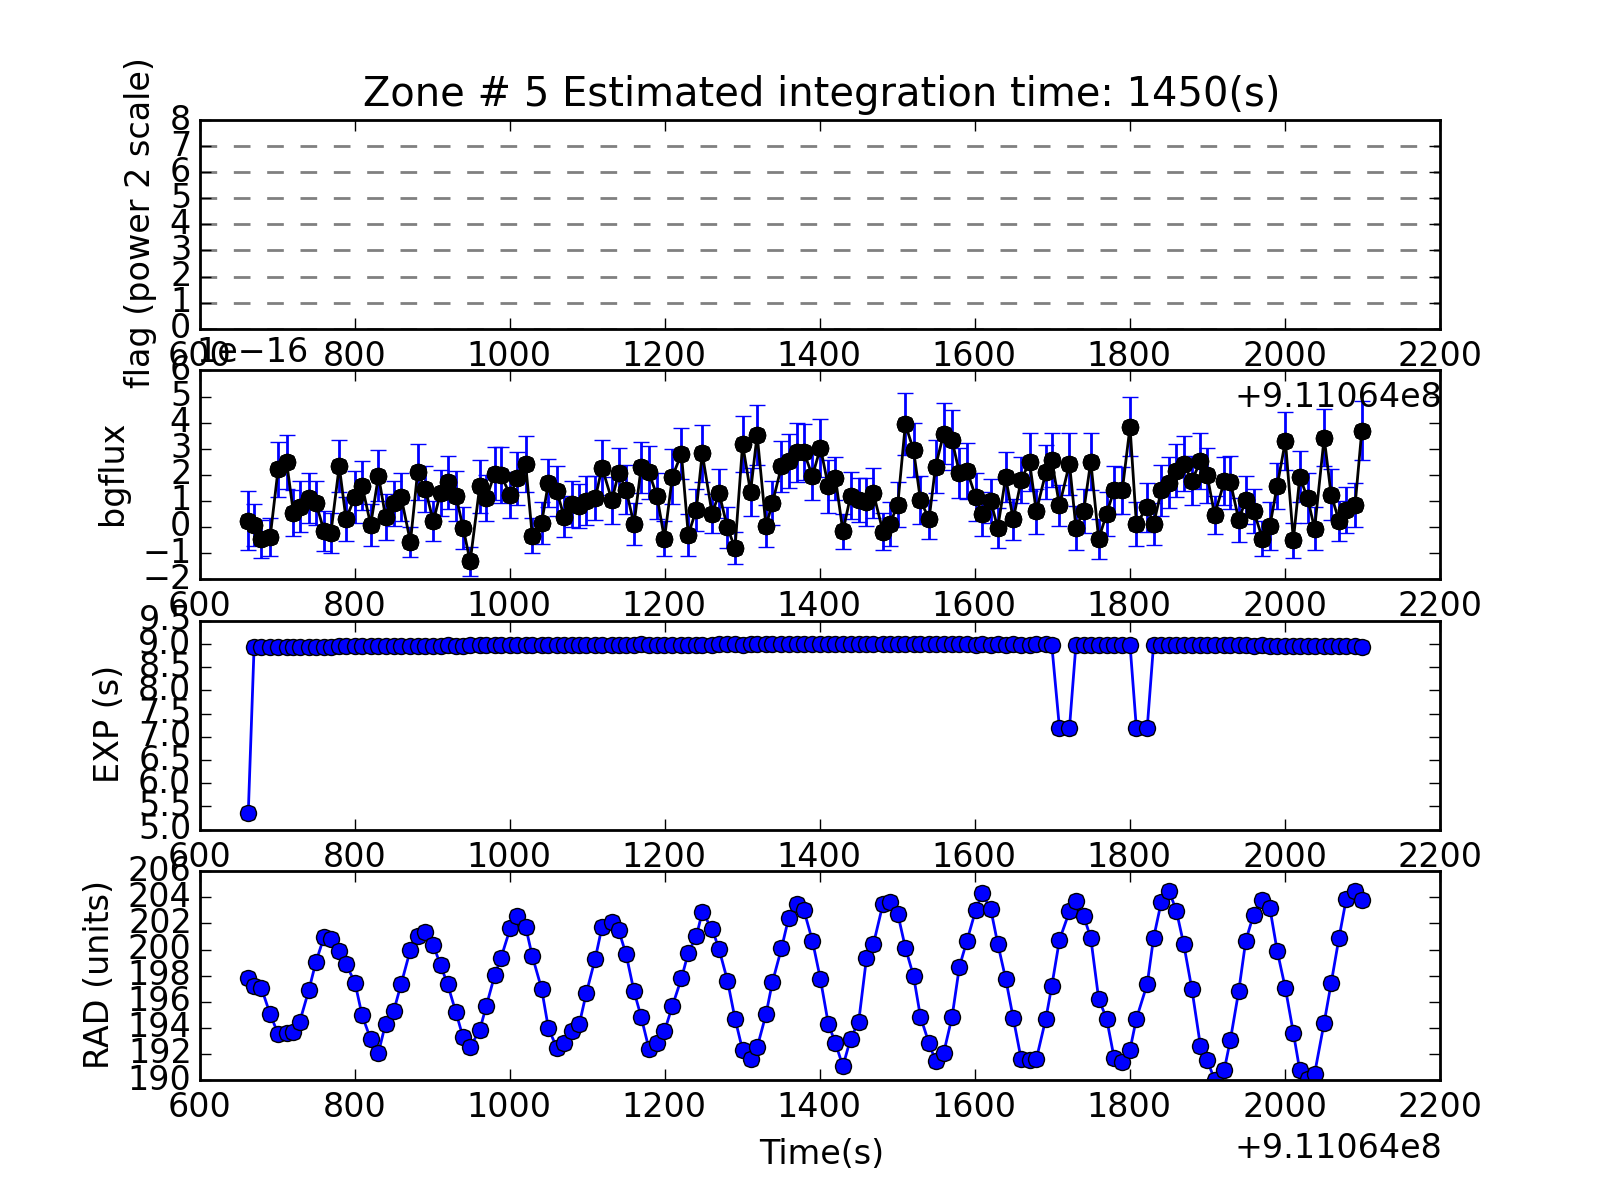 Zone # 5 Estimated integration time: 1450(s)
flag (power 2 scale)
8
7
6
5
4
3
2
1
0
600 800 1000 1200 1400 1600 1800 2000 2200
1e−16
+9.11064e8
bgflux
6
5
4
3
2
1
0
−1
−2
600 800 1000 1200 1400 1600 1800 2000 2200
EXP (s)
9.5
9.0
8.5
8.0
7.5
7.0
6.5
6.0
5.5
5.0
600 800 1000 1200 1400 1600 1800 2000 2200
RAD (units)
206
204
202
200
198
196
194
192
190
600 800 1000 1200 1400 1600 1800 2000 2200
Time(s)
+9.11064e8